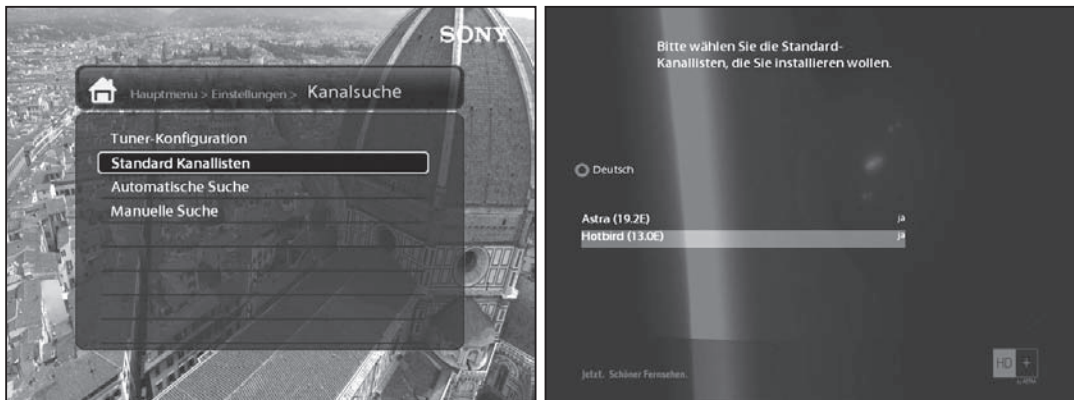 SONY
Hauptmenu > Einstellungen > Kanalsuche
Tuner-Konfiguration
Standard Kanallisten
Automatische Suche
Manuelle Suche
Bitte wählen Sie die Standard-
Kanallisten, die Sie installieren wollen.
Deutsch
Astra (19.2E) ja
Hotbird (13.0E) ja
Jetzt. Schöner Fernsehen.
HD +